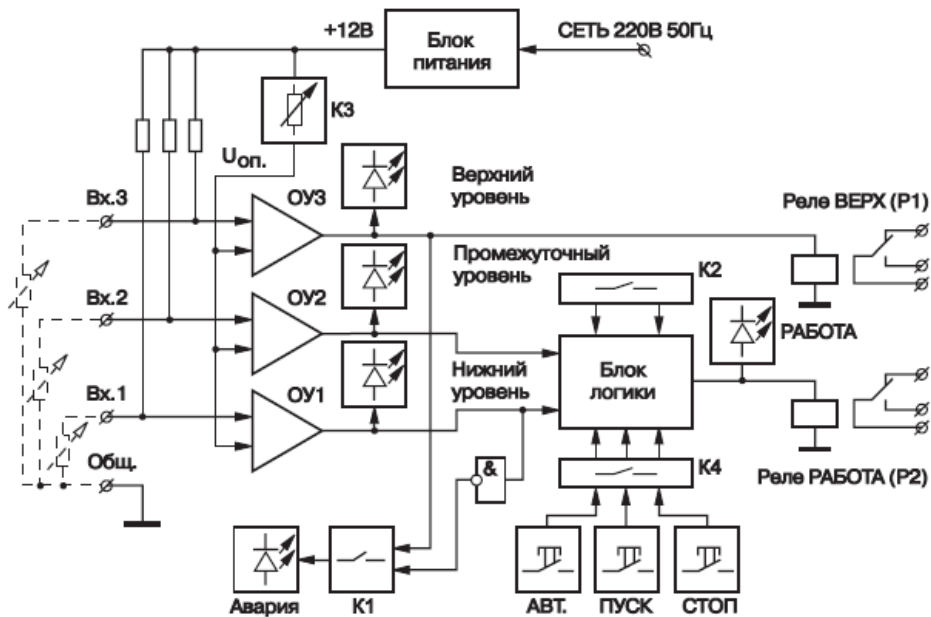 +12В
Блок
питания
СЕТЬ 220В 50Гц
К3
Uоп.
Вх.3
ОУ3
Верхний
уровень
Реле ВЕРХ (Р1)
Промежуточный
уровень
К2
Вх.2
ОУ2
РАБОТА
Блок
логики
Нижний
уровень
Вх.1
ОУ1
Общ.
&
К4
Реле РАБОТА (Р2)
Авария
К1
АВТ.
ПУСК
СТОП